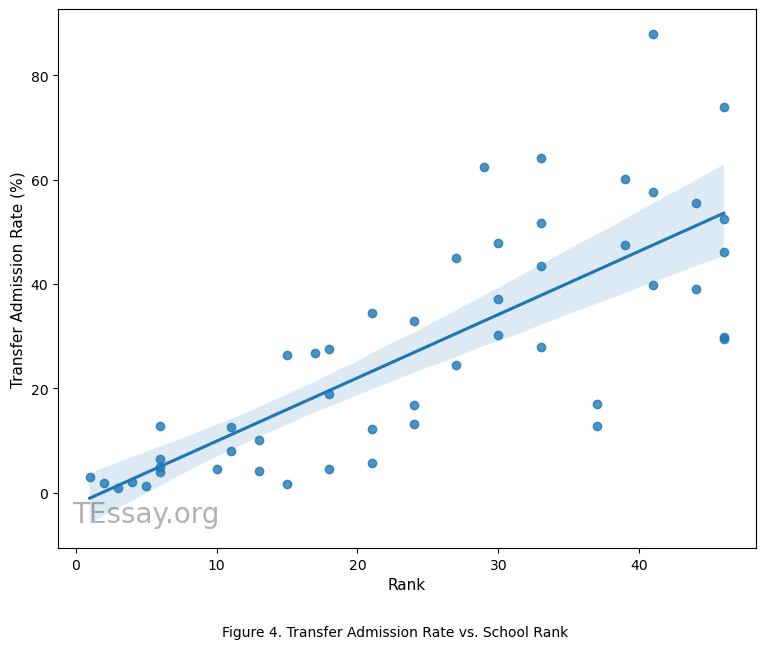 80
60
40
20
0
Transfer Admission Rate (%)
TEssay.org
0 10 20 30 40
Rank
Figure 4. Transfer Admission Rate vs. School Rank